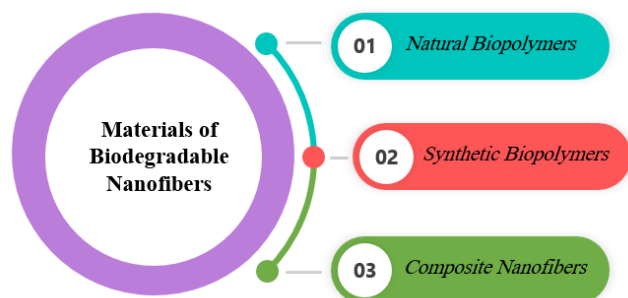 Materials of
Biodegradable
Nanofibers
01 Natural Biopolymers
02 Synthetic Biopolymers
03 Composite Nanofibers